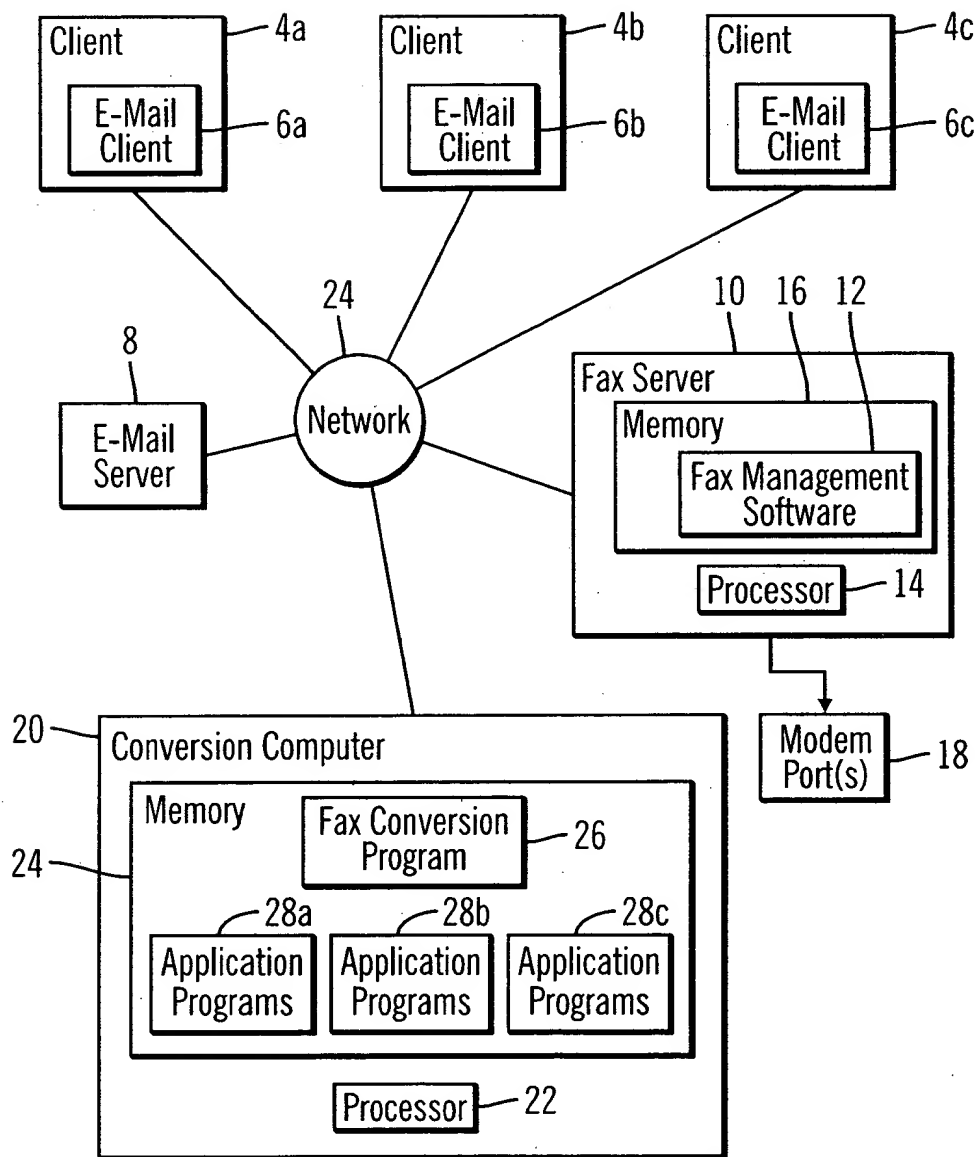 Client
4a
E-Mail
Client
6a
Client
4b
E-Mail
Client
6b
Client
4c
E-Mail
Client
6c
24
Network
8
E-Mail
Server
10
16
12
Fax Server
Memory
Fax Management
Software
Processor
14
Modem
Port(s)
18
20
Conversion Computer
Memory
Fax Conversion
Program
26
24
28a
Application
Programs
28b
Application
Programs
28c
Application
Programs
Processor
22